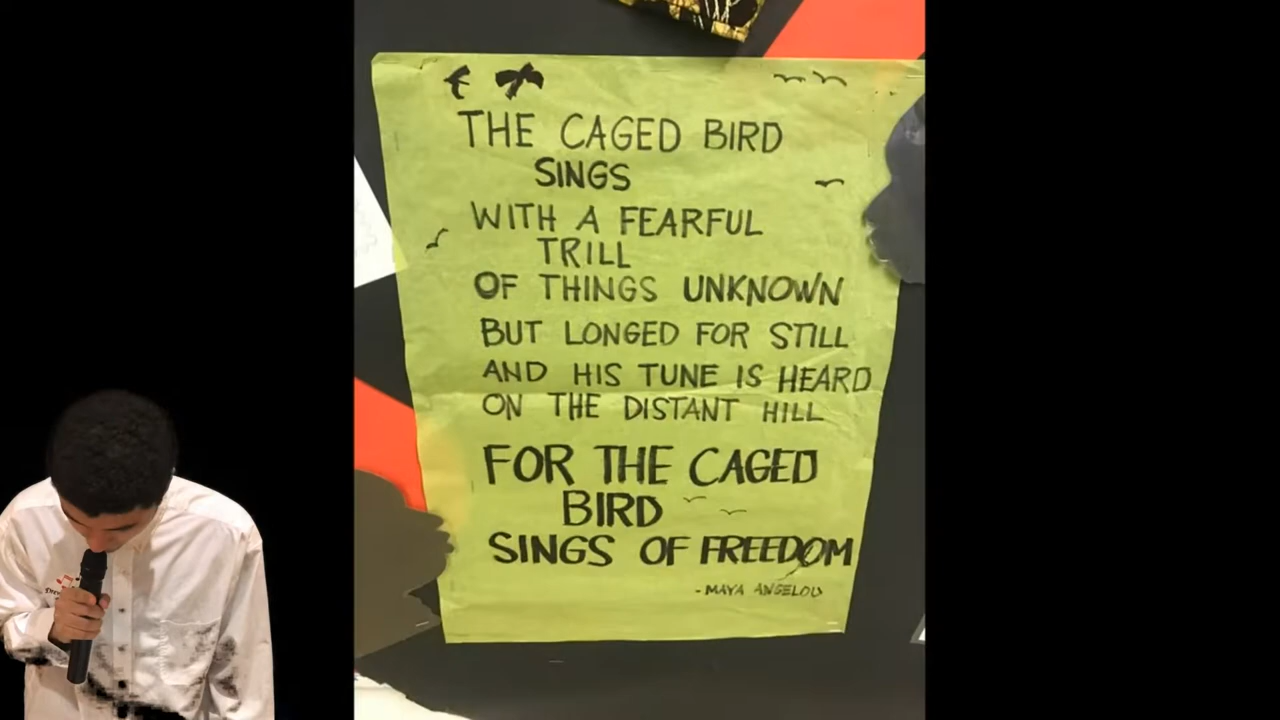 THE CAGED BIRD
SINGS
WITH A FEARFUL
TRILL
OF THINGS UNKNOWN
BUT LONGED FOR STILL
AND HIS TUNE IS HEARD
ON THE DISTANT HILL
FOR THE CAGED
BIRD
SINGS OF FREEDOM
-MAYA ANGELOU